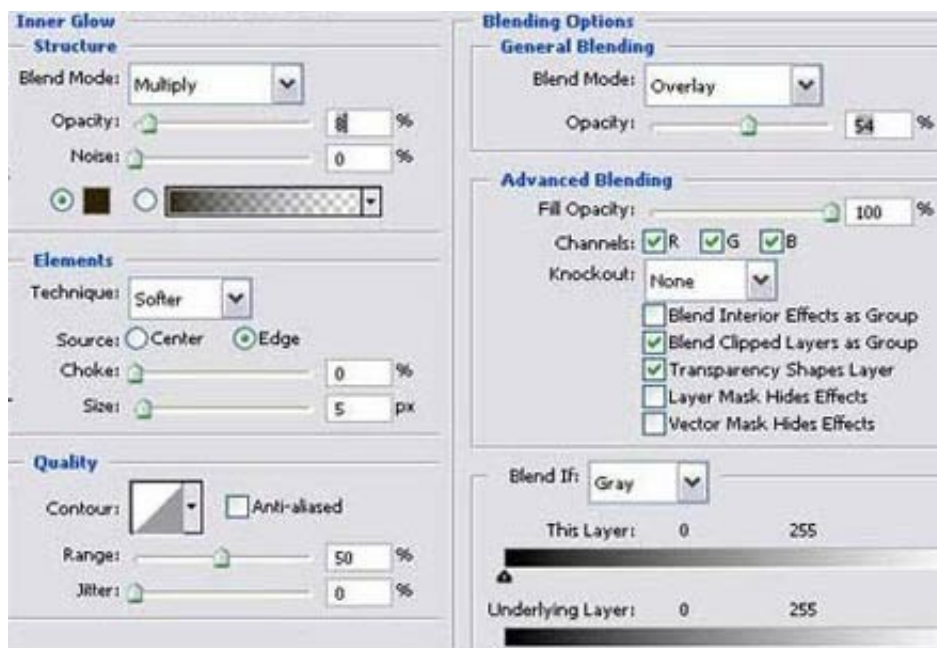 Inner Glow
Structure
Blend Mode: Multiply
Opacity: 8 %
Noise: 0 %
Elements
Technique: Softer
Source: Center Edge
Choke: 0 %
Size: 5 px
Quality
Contour: Anti-aliased
Range: 50 %
Jitter: 0 %
Blending Options
General Blending
Blend Mode: Overlay
Opacity: 54 %
Advanced Blending
Fill Opacity: 100 %
Channels: R G B
Knockout: None
Blend Interior Effects as Group
Blend Clipped Layers as Group
Transparency Shapes Layer
Layer Mask Hides Effects
Vector Mask Hides Effects
Blend If: Gray
This Layer: 0 255
Underlying Layer: 0 255